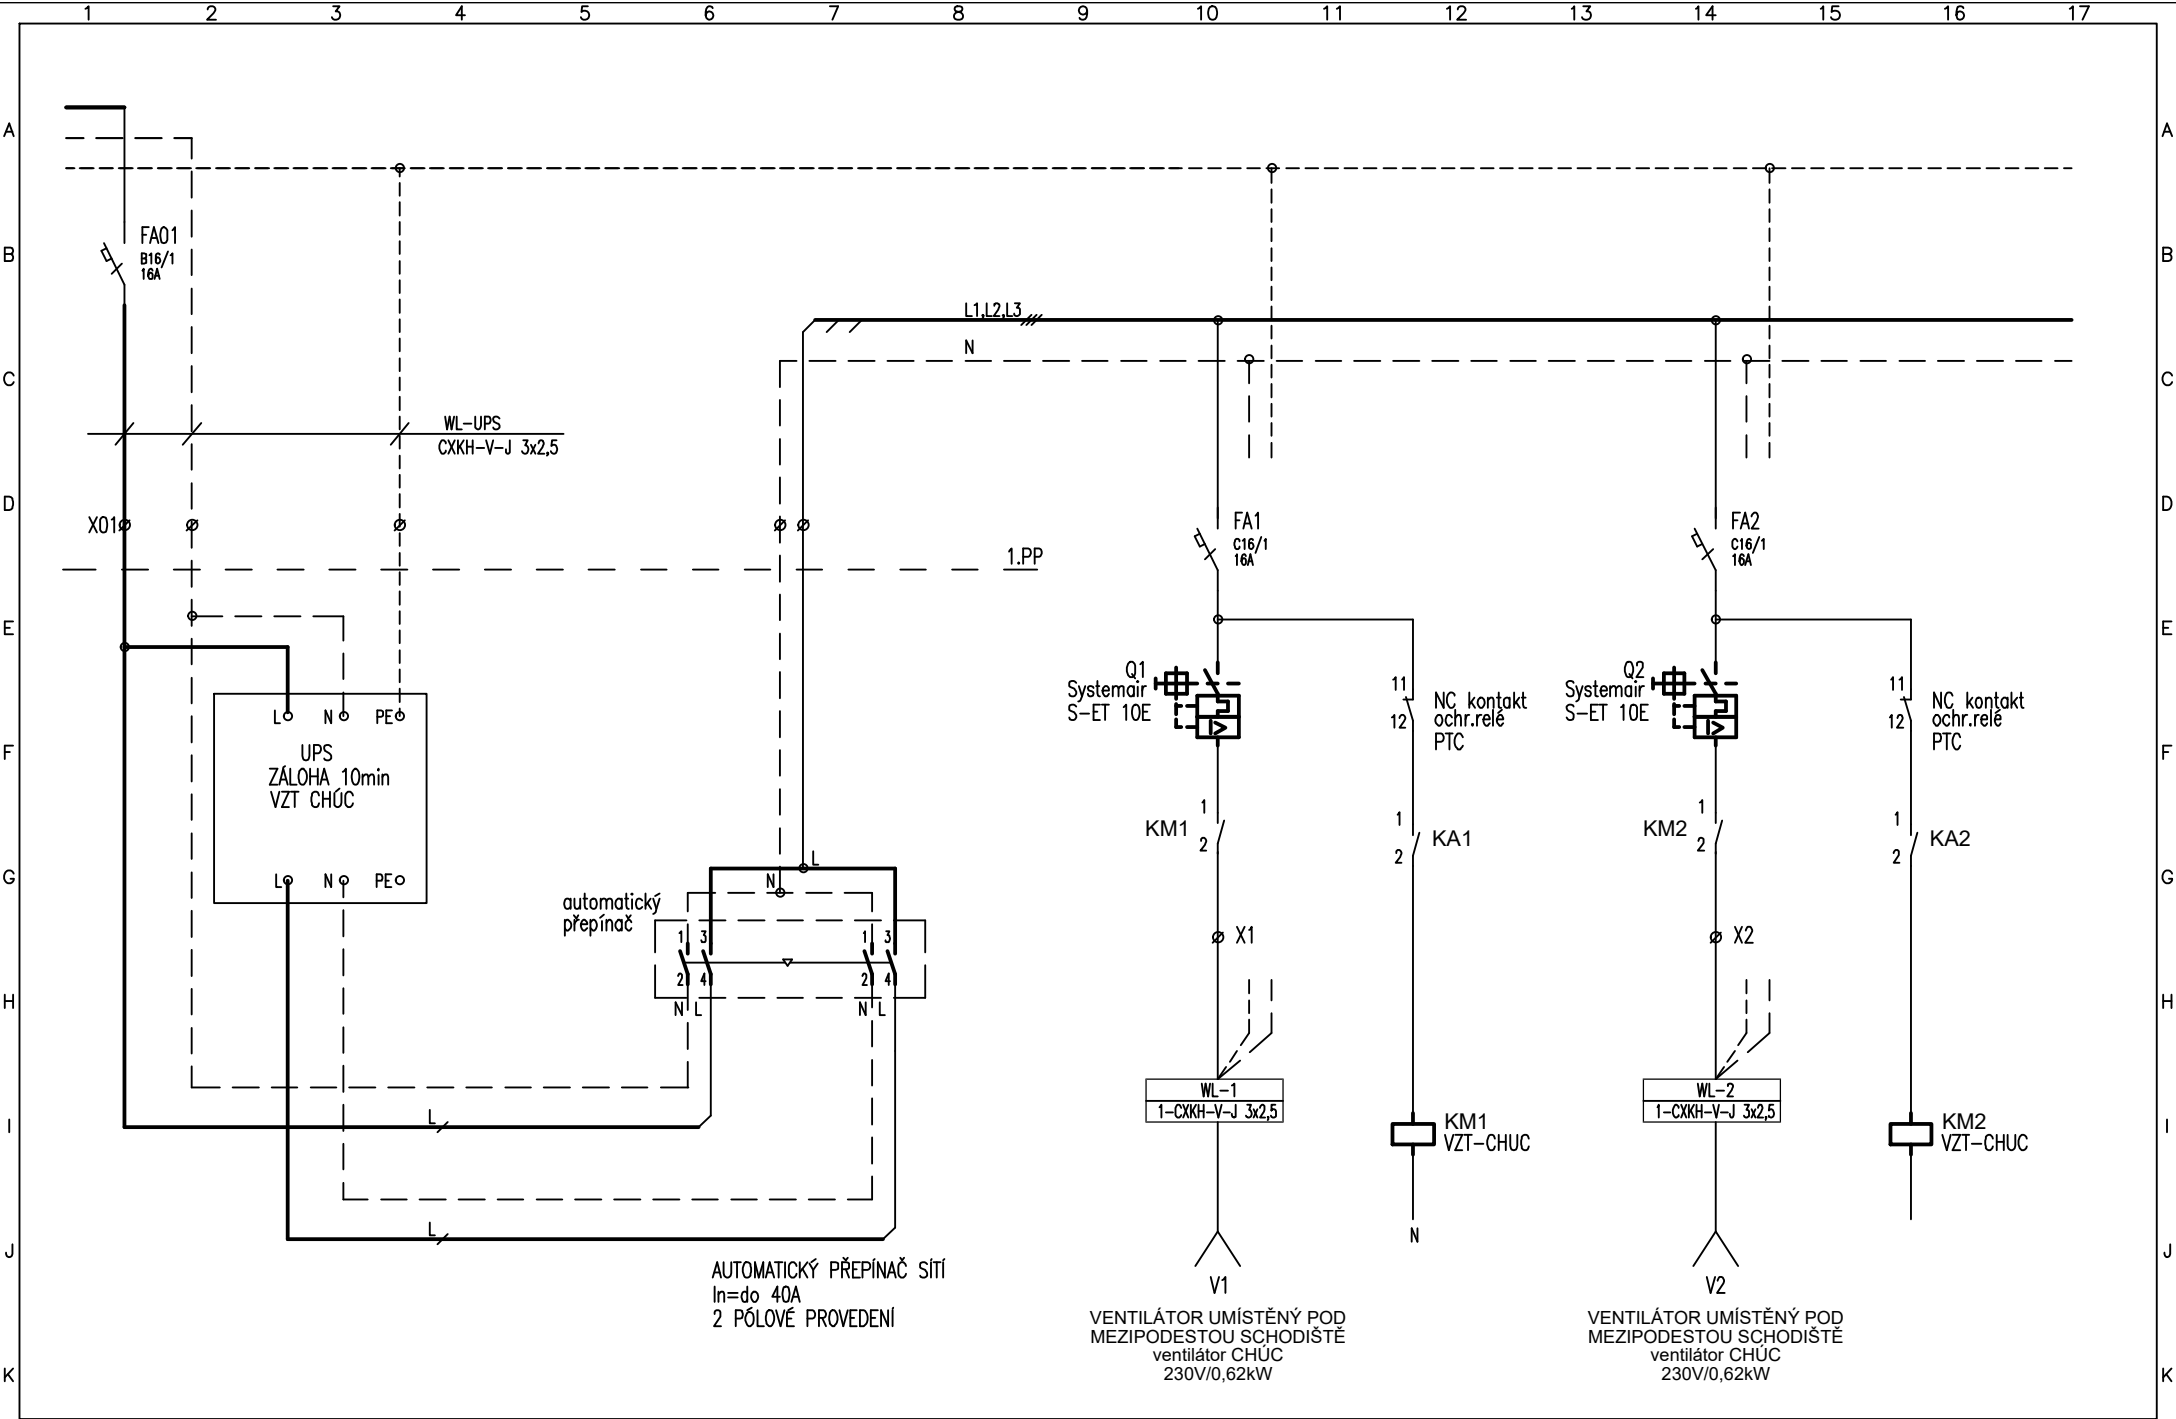 1 2 3 4 5 6 7 8 9 10 11 12 13 14 15 16 17
A A
B B
C C
D D
E E
F F
G G
H H
I I
J J
K K
FA01
B16/1
16A
WL-UPS
CXKH-V-J 3x2,5
X01
1.PP
L N PE
UPS
ZÁLOHA 10min
VZT CHÚC
L N PE
L1,L2,L3
N
L
N
automatický
přepínač
1 3 1 3
2 4 2 4
N L N L
L
L
AUTOMATICKÝ PŘEPÍNAČ SÍTÍ
In=do 40A
2 PÓLOVÉ PROVEDENÍ
FA1
C16/1
16A
Q1
Systemair
S-ET 10E
I>
11
12
NC kontakt
ochr.relé
PTC
KM1
1
2
1
2
KA1
X1
WL-1
1-CXKH-V-J 3x2,5
KM1
VZT-CHUC
N
V1
VENTILÁTOR UMÍSTĚNÝ POD
MEZIPODESTOU SCHODIŠTĚ
ventilátor CHÚC
230V/0,62kW
FA2
C16/1
16A
Q2
Systemair
S-ET 10E
I>
11
12
NC kontakt
ochr.relé
PTC
KM2
1
2
1
2
KA2
X2
WL-2
1-CXKH-V-J 3x2,5
KM2
VZT-CHUC
V2
VENTILÁTOR UMÍSTĚNÝ POD
MEZIPODESTOU SCHODIŠTĚ
ventilátor CHÚC
230V/0,62kW